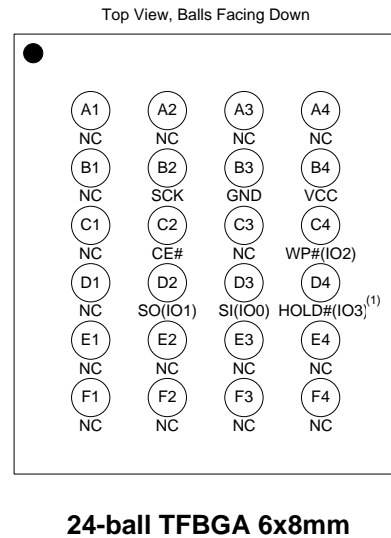 Top View, Balls Facing Down
A1 A2 A3 A4
NC NC NC NC
B1 B2 B3 B4
NC SCK GND VCC
C1 C2 C3 C4
NC CE# NC WP#(IO2)
D1 D2 D3 D4
NC SO(IO1) SI(IO0) HOLD#(IO3)(1)
E1 E2 E3 E4
NC NC NC NC
F1 F2 F3 F4
NC NC NC NC
24-ball TFBGA 6x8mm